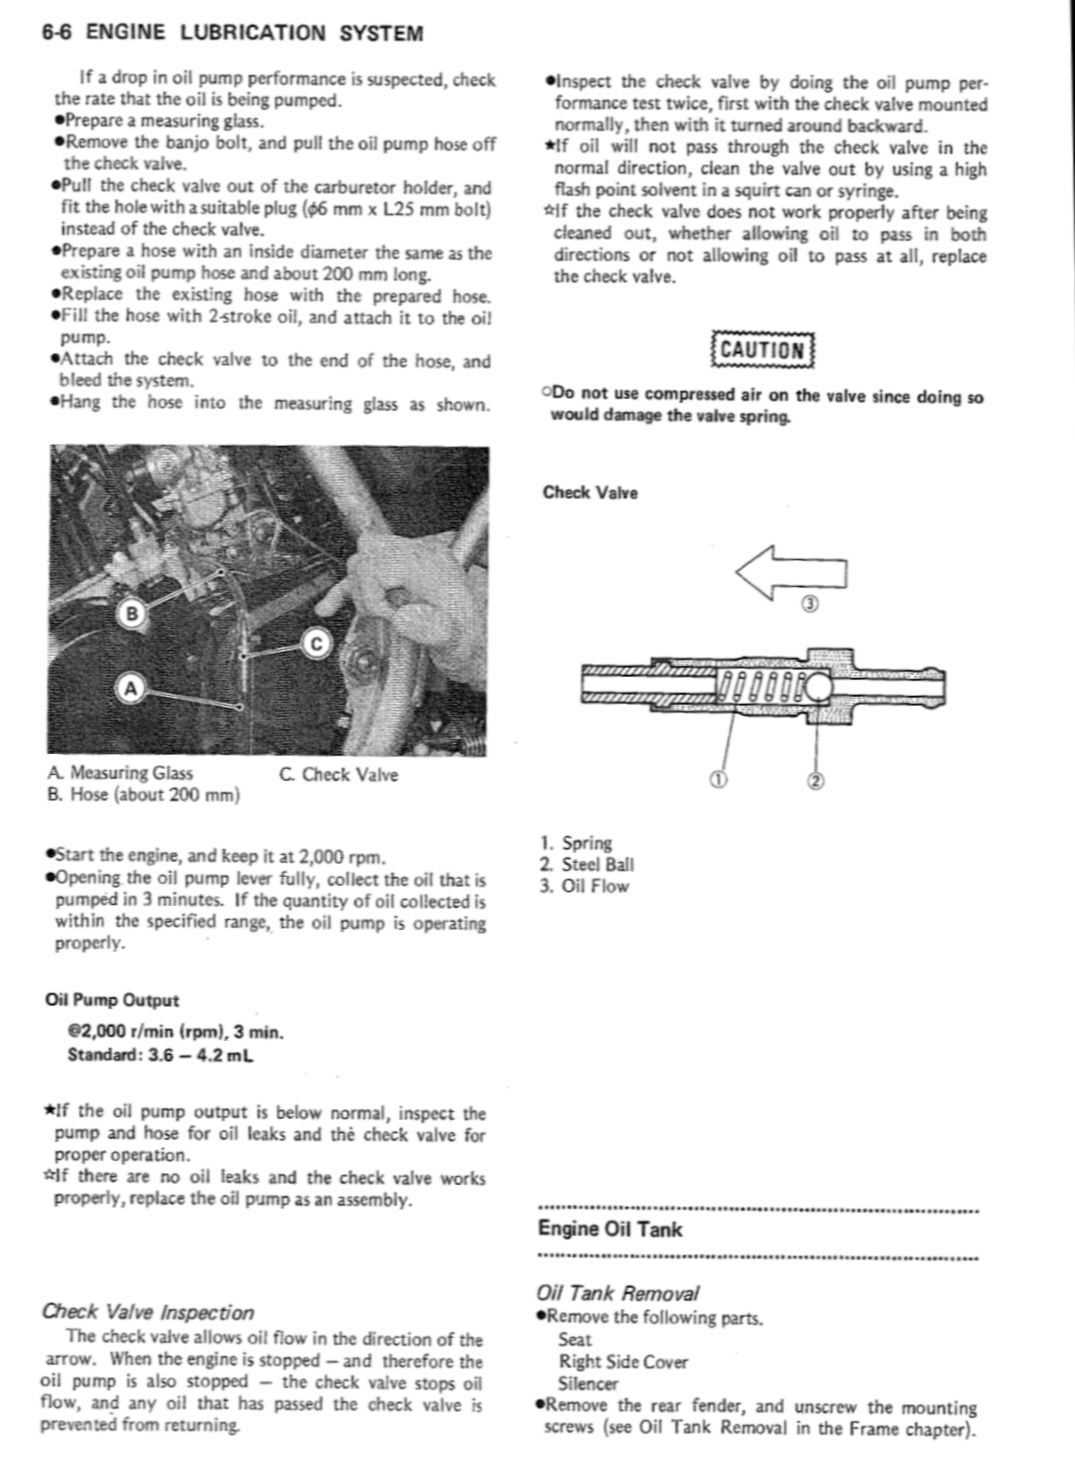 6-6 ENGINE LUBRICATION SYSTEM
If a drop in oil pump performance is suspected, check
the rate that the oil is being pumped.
●Prepare a measuring glass.
●Remove the banjo bolt, and pull the oil pump hose off
the check valve.
●Pull the check valve out of the carburetor holder, and
fit the hole with a suitable plug (ϕ6 mm x L25 mm bolt)
instead of the check valve.
●Prepare a hose with an inside diameter the same as the
existing oil pump hose and about 200 mm long.
●Replace the existing hose with the prepared hose.
●Fill the hose with 2-stroke oil, and attach it to the oil
pump.
●Attach the check valve to the end of the hose, and
bleed the system.
●Hang the hose into the measuring glass as shown.
B
C
A
A. Measuring Glass
C. Check Valve
B. Hose (about 200 mm)
●Start the engine, and keep it at 2,000 rpm.
●Opening the oil pump lever fully, collect the oil that is
pumped in 3 minutes. If the quantity of oil collected is
within the specified range, the oil pump is operating
properly.
Oil Pump Output
@2,000 r/min (rpm), 3 min.
Standard: 3.6 – 4.2 mL
★If the oil pump output is below normal, inspect the
pump and hose for oil leaks and the check valve for
proper operation.
☆If there are no oil leaks and the check valve works
properly, replace the oil pump as an assembly.
Check Valve Inspection
The check valve allows oil flow in the direction of the
arrow. When the engine is stopped – and therefore the
oil pump is also stopped – the check valve stops oil
flow, and any oil that has passed the check valve is
prevented from returning.
●Inspect the check valve by doing the oil pump per-
formance test twice, first with the check valve mounted
normally, then with it turned around backward.
★If oil will not pass through the check valve in the
normal direction, clean the valve out by using a high
flash point solvent in a squirt can or syringe.
☆If the check valve does not work properly after being
cleaned out, whether allowing oil to pass in both
directions or not allowing oil to pass at all, replace
the check valve.
CAUTION
○Do not use compressed air on the valve since doing so
would damage the valve spring.
Check Valve
③
① ②
1. Spring
2. Steel Ball
3. Oil Flow
Engine Oil Tank
Oil Tank Removal
●Remove the following parts.
Seat
Right Side Cover
Silencer
●Remove the rear fender, and unscrew the mounting
screws (see Oil Tank Removal in the Frame chapter).